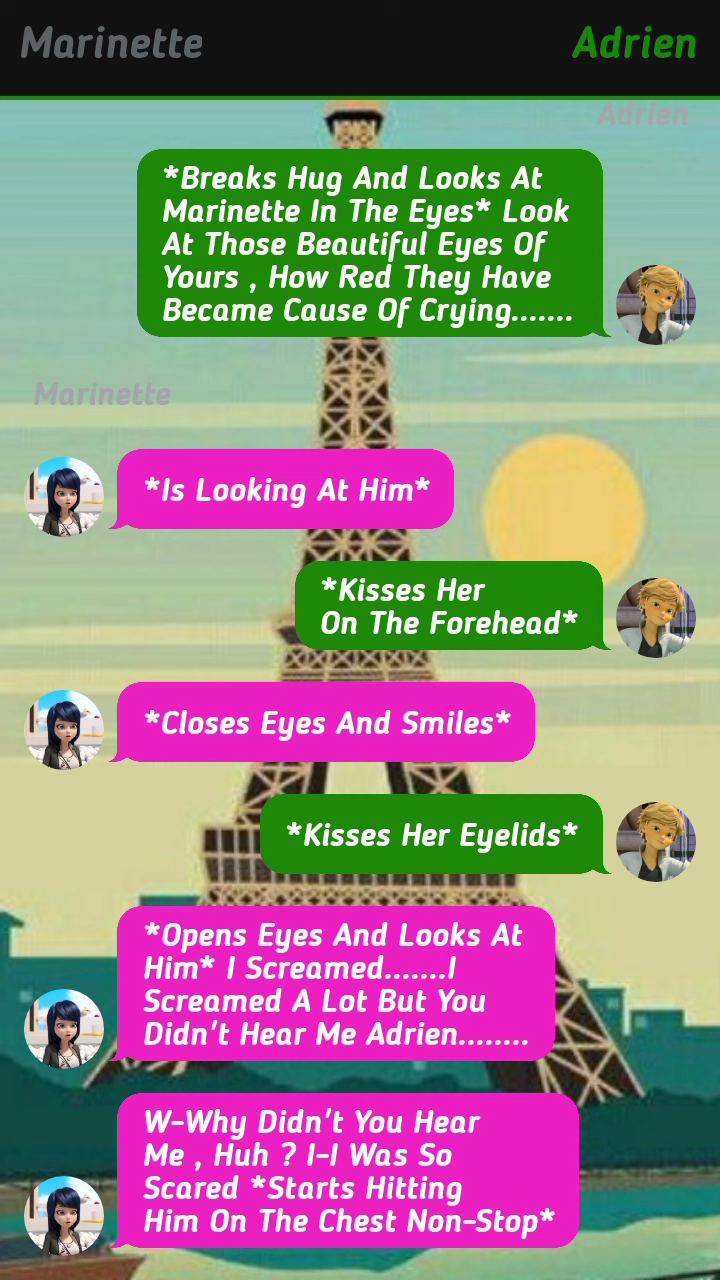 Marinette Adrien
Adrien
*Breaks Hug And Looks At
Marinette In The Eyes* Look
At Those Beautiful Eyes Of
Yours , How Red They Have
Became Cause Of Crying.......
Marinette
*Is Looking At Him*
*Kisses Her
On The Forehead*
*Closes Eyes And Smiles*
*Kisses Her Eyelids*
*Opens Eyes And Looks At
Him* I Screamed.......I
Screamed A Lot But You
Didn't Hear Me Adrien........
W-Why Didn't You Hear
Me , Huh ? I-I Was So
Scared *Starts Hitting
Him On The Chest Non-Stop*